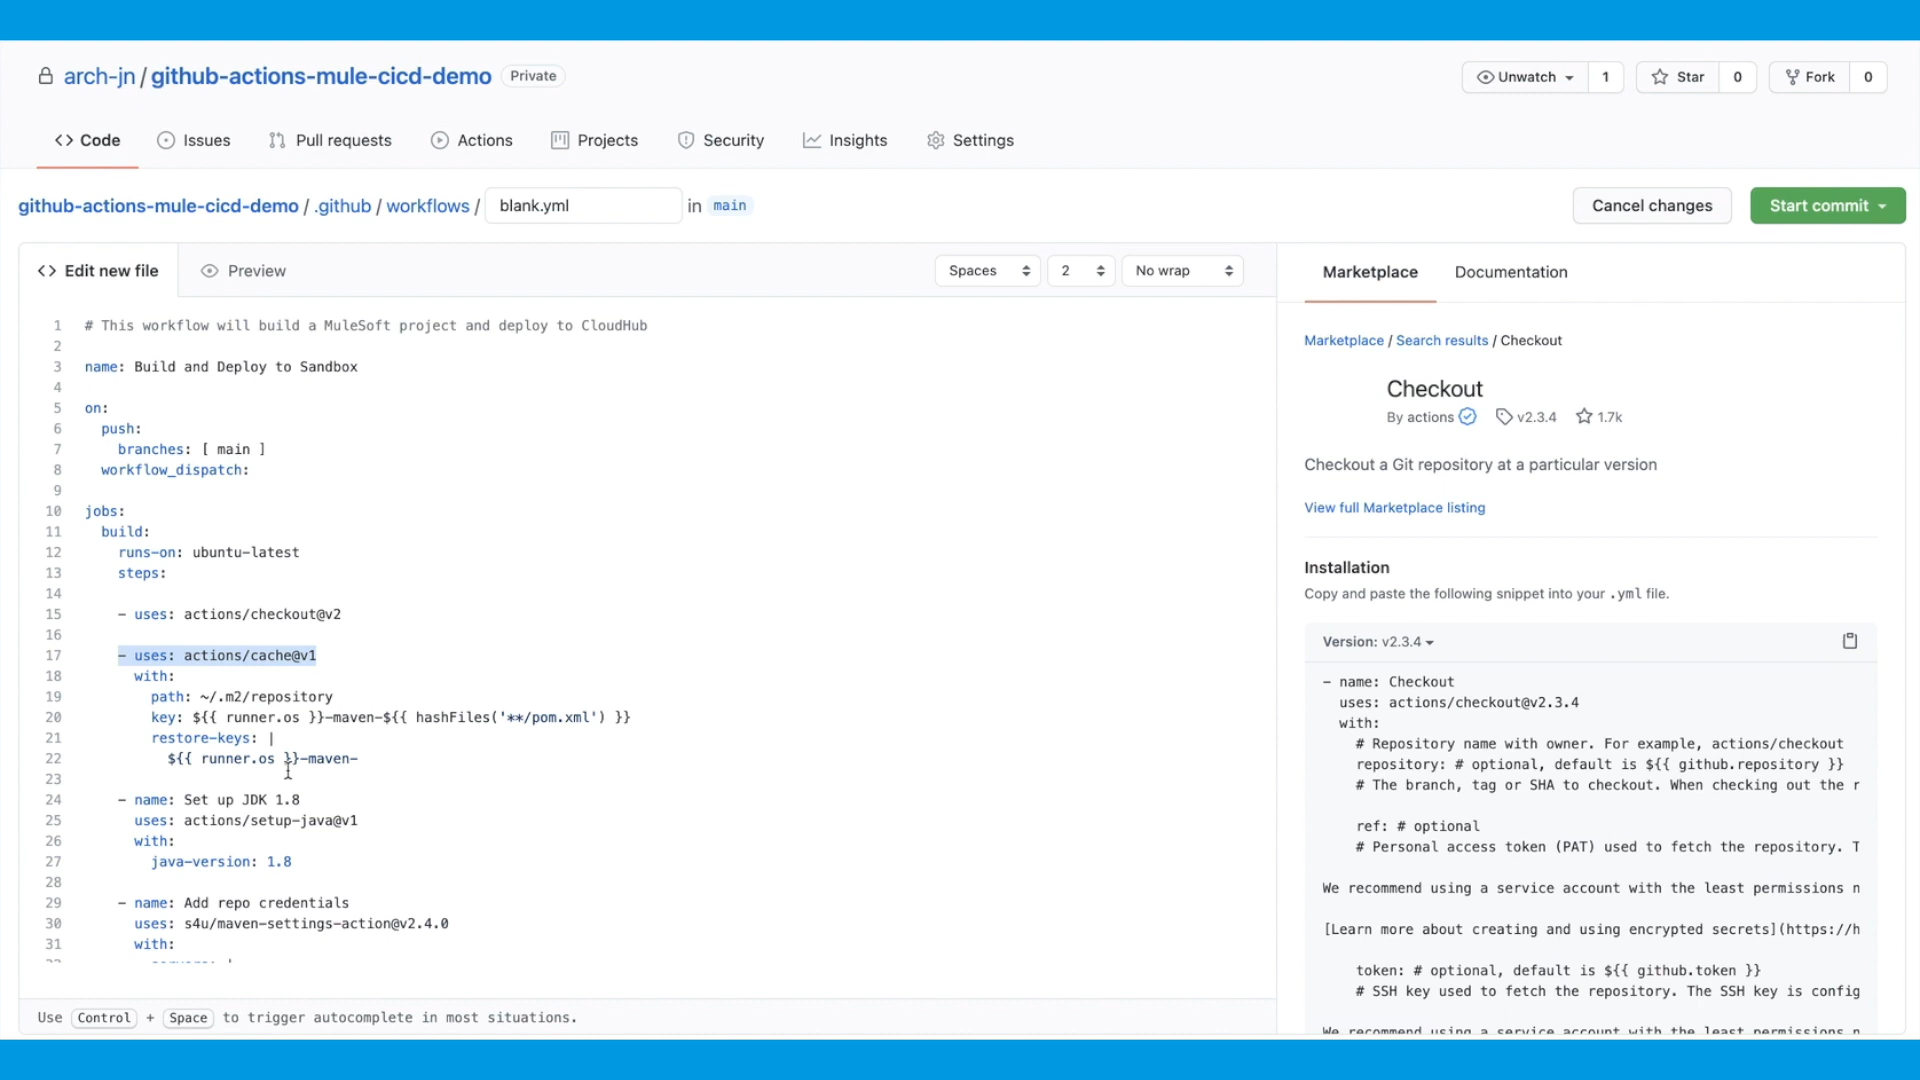 arch-jn / github-actions-mule-cicd-demo Private
Unwatch 1 Star 0 Fork 0
<> Code Issues Pull requests Actions Projects Security Insights Settings
github-actions-mule-cicd-demo / .github / workflows / blank.yml in main
Cancel changes Start commit
<> Edit new file Preview Spaces 2 No wrap
1 # This workflow will build a MuleSoft project and deploy to CloudHub
2
3 name: Build and Deploy to Sandbox
4
5 on:
6 push:
7 branches: [ main ]
8 workflow_dispatch:
9
10 jobs:
11 build:
12 runs-on: ubuntu-latest
13 steps:
14
15 - uses: actions/checkout@v2
16
17 - uses: actions/cache@v1
18 with:
19 path: ~/.m2/repository
20 key: ${{ runner.os }}-maven-${{ hashFiles('**/pom.xml') }}
21 restore-keys: |
22 ${{ runner.os }}-maven-
23
24 - name: Set up JDK 1.8
25 uses: actions/setup-java@v1
26 with:
27 java-version: 1.8
28
29 - name: Add repo credentials
30 uses: s4u/maven-settings-action@v2.4.0
31 with:
Use Control + Space to trigger autocomplete in most situations.
Marketplace Documentation
Marketplace / Search results / Checkout
Checkout
By actions v2.3.4 1.7k
Checkout a Git repository at a particular version
View full Marketplace listing
Installation
Copy and paste the following snippet into your .yml file.
Version: v2.3.4
- name: Checkout
uses: actions/checkout@v2.3.4
with:
# Repository name with owner. For example, actions/checkout
repository: # optional, default is ${{ github.repository }}
# The branch, tag or SHA to checkout. When checking out the r
ref: # optional
# Personal access token (PAT) used to fetch the repository. T
We recommend using a service account with the least permissions n
[Learn more about creating and using encrypted secrets](https://h
token: # optional, default is ${{ github.token }}
# SSH key used to fetch the repository. The SSH key is config
We recommend using a service account with the least permissions n